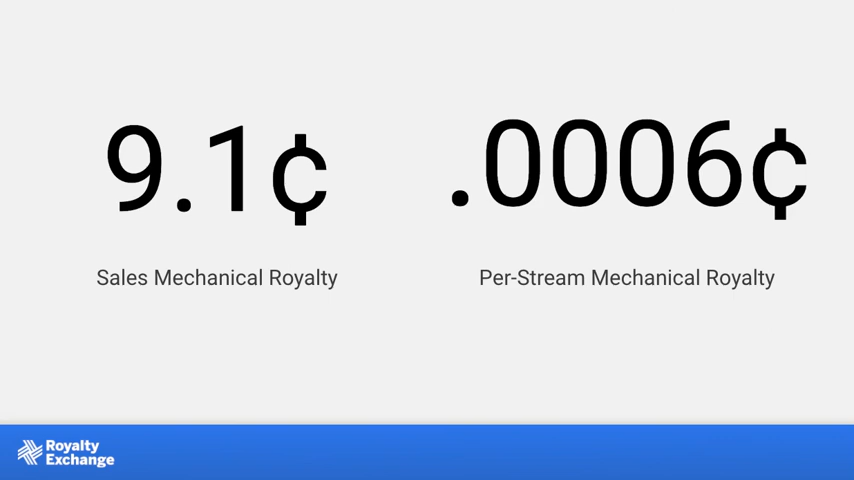 9.1¢
.0006¢
Sales Mechanical Royalty
Per-Stream Mechanical Royalty
Royalty
Exchange